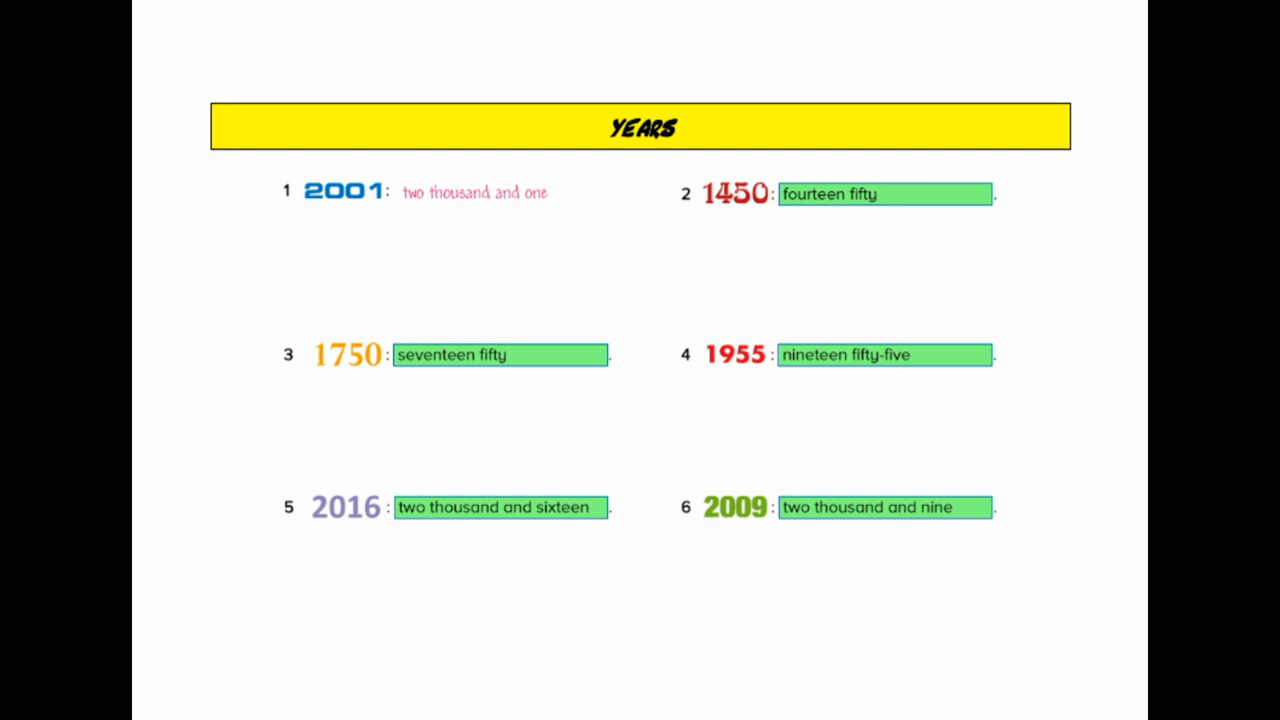 YEARS
1 2001: two thousand and one
2 1450: fourteen fifty.
3 1750: seventeen fifty.
4 1955: nineteen fifty-five.
5 2016: two thousand and sixteen.
6 2009: two thousand and nine.